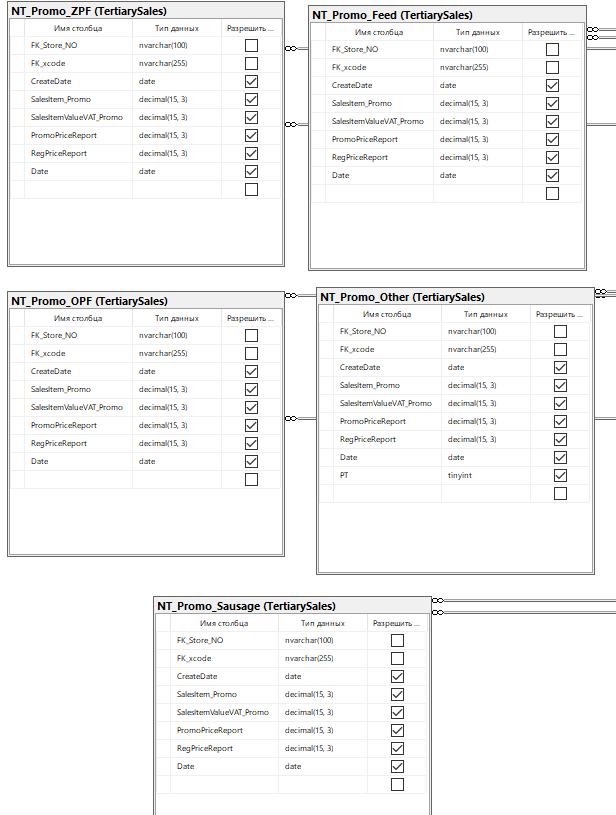 NT_Promo_ZPF (TertiarySales)
Имя столбца Тип данных Разрешить ...
FK_Store_NO nvarchar(100)
FK_xcode nvarchar(255)
CreateDate date
SalesItem_Promo decimal(15, 3)
SalesItemValueVAT_Promo decimal(15, 3)
PromoPriceReport decimal(15, 3)
RegPriceReport decimal(15, 3)
Date date
NT_Promo_Feed (TertiarySales)
Имя столбца Тип данных Разрешить ...
FK_Store_NO nvarchar(100)
FK_xcode nvarchar(255)
CreateDate date
SalesItem_Promo decimal(15, 3)
SalesItemValueVAT_Promo decimal(15, 3)
PromoPriceReport decimal(15, 3)
RegPriceReport decimal(15, 3)
Date date
NT_Promo_OPF (TertiarySales)
Имя столбца Тип данных Разрешить ...
FK_Store_NO nvarchar(100)
FK_xcode nvarchar(255)
CreateDate date
SalesItem_Promo decimal(15, 3)
SalesItemValueVAT_Promo decimal(15, 3)
PromoPriceReport decimal(15, 3)
RegPriceReport decimal(15, 3)
Date date
NT_Promo_Other (TertiarySales)
Имя столбца Тип данных Разрешить ...
FK_Store_NO nvarchar(100)
FK_xcode nvarchar(255)
CreateDate date
SalesItem_Promo decimal(15, 3)
SalesItemValueVAT_Promo decimal(15, 3)
PromoPriceReport decimal(15, 3)
RegPriceReport decimal(15, 3)
Date date
PT tinyint
NT_Promo_Sausage (TertiarySales)
Имя столбца Тип данных Разрешить ...
FK_Store_NO nvarchar(100)
FK_xcode nvarchar(255)
CreateDate date
SalesItem_Promo decimal(15, 3)
SalesItemValueVAT_Promo decimal(15, 3)
PromoPriceReport decimal(15, 3)
RegPriceReport decimal(15, 3)
Date date